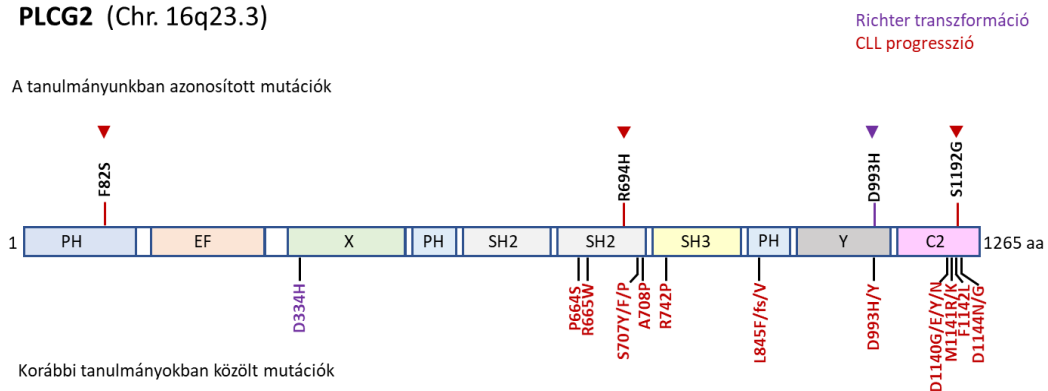 PLCG2 (Chr. 16q23.3)
Richter transzformáció
CLL progresszió
A tanulmányunkban azonosított mutációk
F82S
R694H
D993H
S1192G
1 PH EF X PH SH2 SH2 SH3 PH Y C2 1265 aa
D334H
P664S
R665W
S707Y/F/P
A708P
R742P
L845F/fs/V
D993H/Y
D1140G/E/Y/N
M1141R/K
F1142L
D1144N/G
Korábbi tanulmányokban közölt mutációk